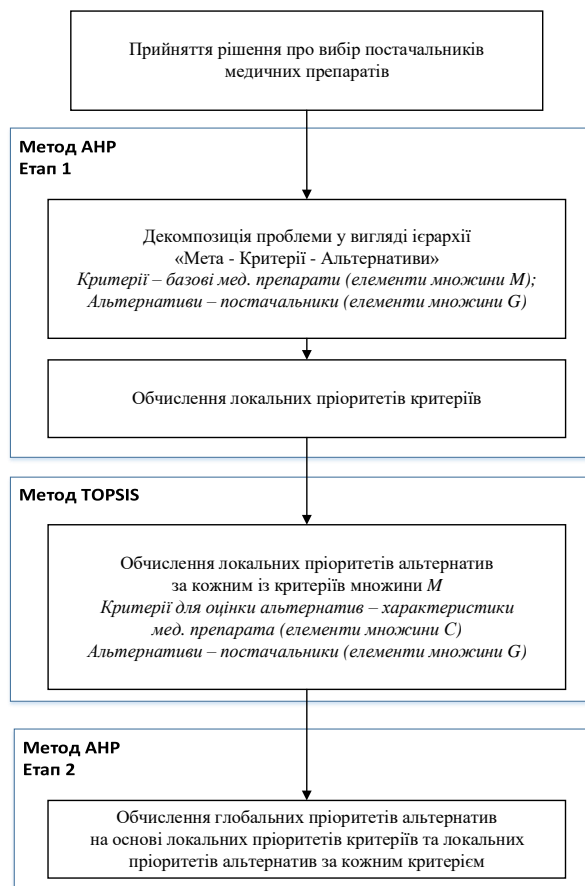 Прийняття рішення про вибір постачальників
медичних препаратів
Метод АНР
Етап 1
Декомпозиція проблеми у вигляді ієрархії
«Мета - Критерії - Альтернативи»
Критерії – базові мед. препарати (елементи множини M);
Альтернативи – постачальники (елементи множини G)
Обчислення локальних пріоритетів критеріїв
Метод TOPSIS
Обчислення локальних пріоритетів альтернатив
за кожним із критеріїв множини M
Критерії для оцінки альтернатив – характеристики
мед. препарата (елементи множини C)
Альтернативи – постачальники (елементи множини G)
Метод АНР
Етап 2
Обчислення глобальних пріоритетів альтернатив
на основі локальних пріоритетів критеріїв та локальних
пріоритетів альтернатив за кожним критерієм